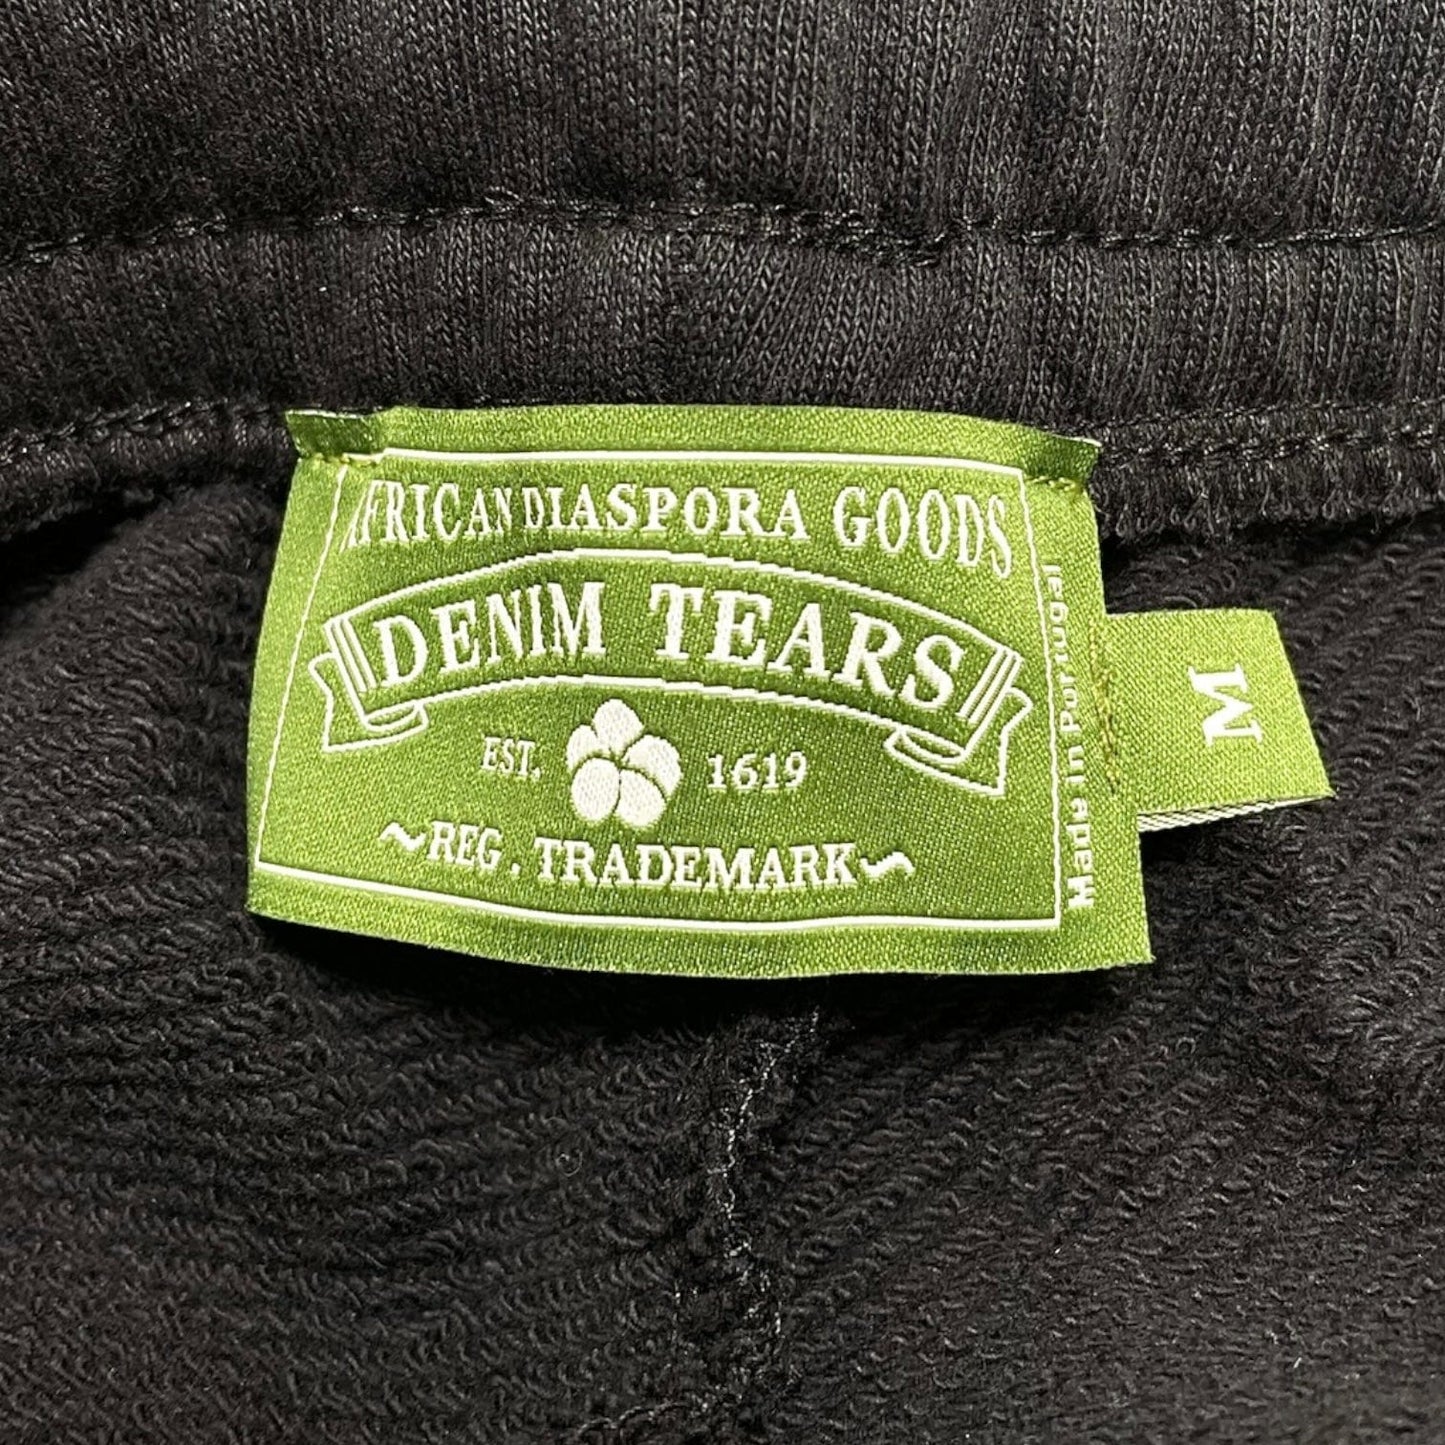 AFRICAN DIASPORA GOODS
DENIM TEARS
EST. 1619
~REG. TRADEMARK~
Made in Portugal
M